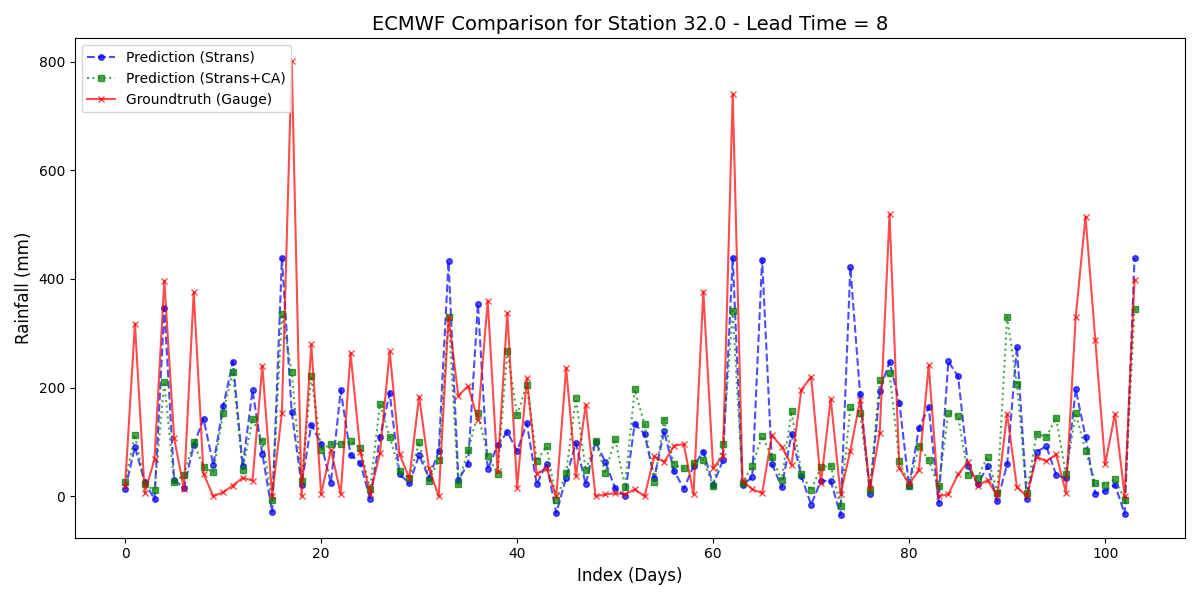 ECMWF Comparison for Station 32.0 - Lead Time = 8
Prediction (Strans)
Prediction (Strans+CA)
Groundtruth (Gauge)
Rainfall (mm)
800
600
400
200
0
0 20 40 60 80 100
Index (Days)